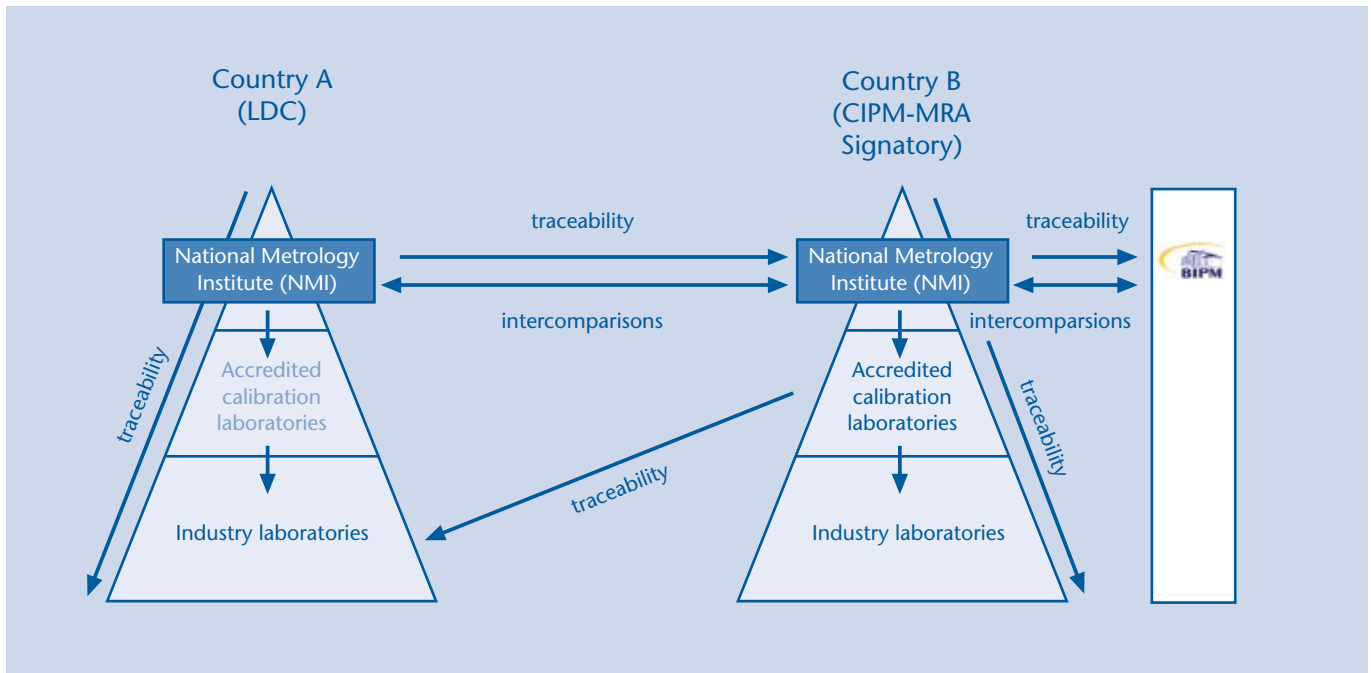 Country A
(LDC)
Country B
(CIPM-MRA
Signatory)
traceability
traceability
National Metrology
Institute (NMI)
National Metrology
Institute (NMI)
BIPM
intercomparisons
intercomparsions
traceability
Accredited
calibration
laboratories
Accredited
calibration
laboratories
traceability
traceability
Industry laboratories
Industry laboratories